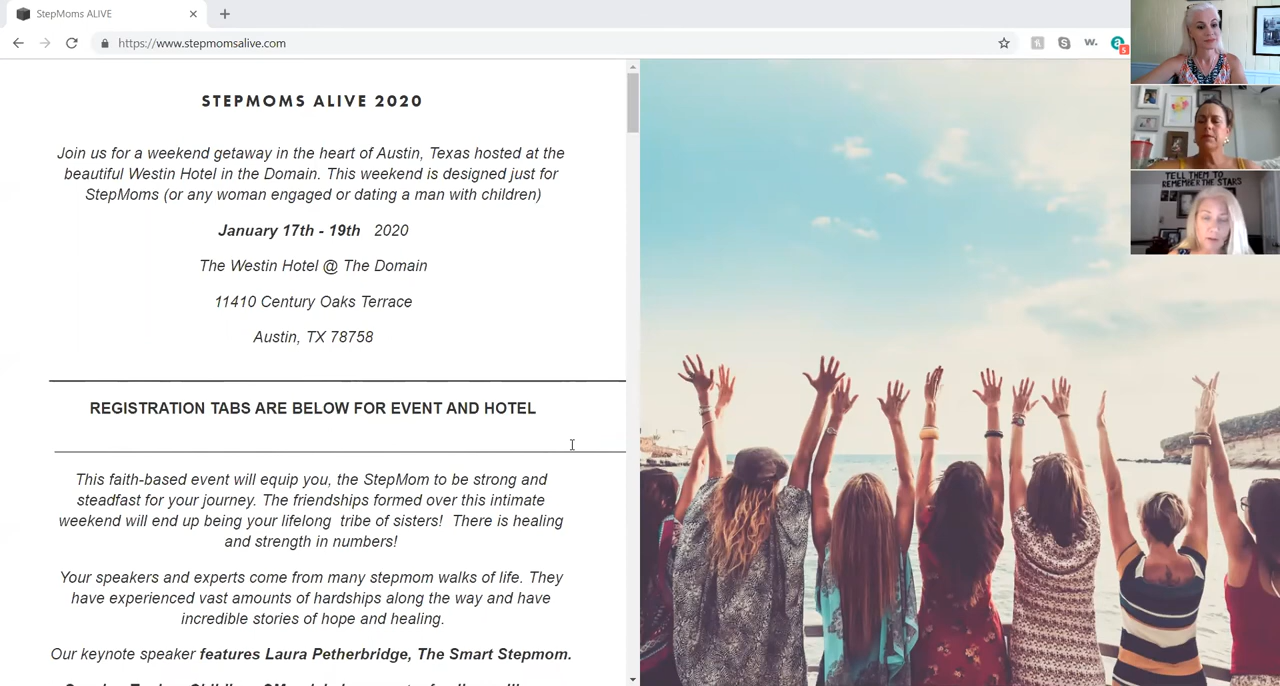 StepMoms ALIVE
https://www.stepmomsalive.com
w.
5
STEPMOMS ALIVE 2020
Join us for a weekend getaway in the heart of Austin, Texas hosted at the
beautiful Westin Hotel in the Domain. This weekend is designed just for
StepMoms (or any woman engaged or dating a man with children)
January 17th - 19th 2020
The Westin Hotel @ The Domain
11410 Century Oaks Terrace
Austin, TX 78758
REGISTRATION TABS ARE BELOW FOR EVENT AND HOTEL
This faith-based event will equip you, the StepMom to be strong and
steadfast for your journey. The friendships formed over this intimate
weekend will end up being your lifelong tribe of sisters! There is healing
and strength in numbers!
Your speakers and experts come from many stepmom walks of life. They
have experienced vast amounts of hardships along the way and have
incredible stories of hope and healing.
Our keynote speaker features Laura Petherbridge, The Smart Stepmom.
TELL THEM TO
REMEMBER THE STARS